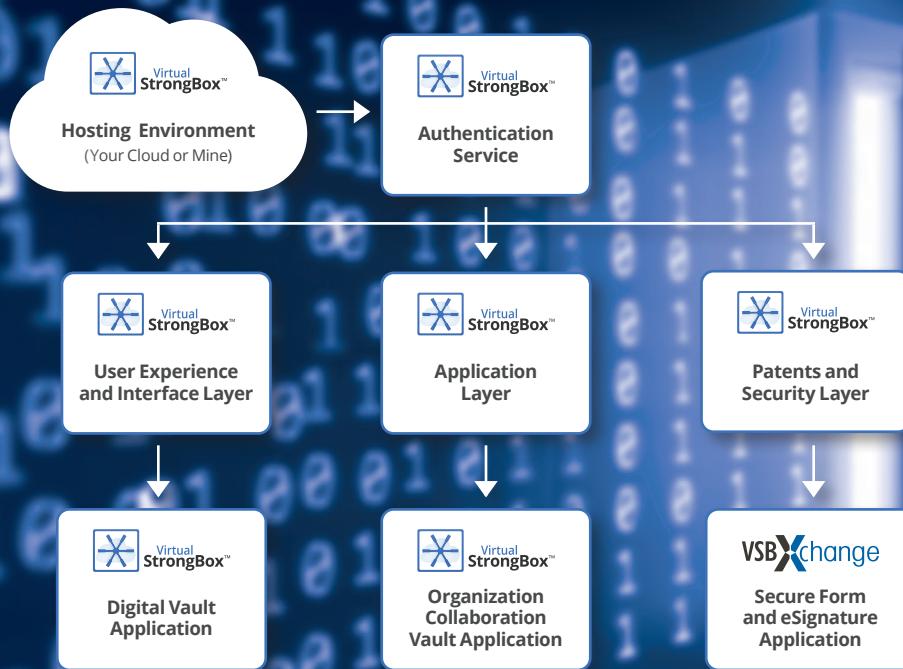 Virtual
StrongBox™
Hosting Environment
(Your Cloud or Mine)
Virtual
StrongBox™
Authentication
Service
Virtual
StrongBox™
User Experience
and Interface Layer
Virtual
StrongBox™
Application
Layer
Virtual
StrongBox™
Patents and
Security Layer
Virtual
StrongBox™
Digital Vault
Application
Virtual
StrongBox™
Organization
Collaboration
Vault Application
VSBXchange
Secure Form
and eSignature
Application